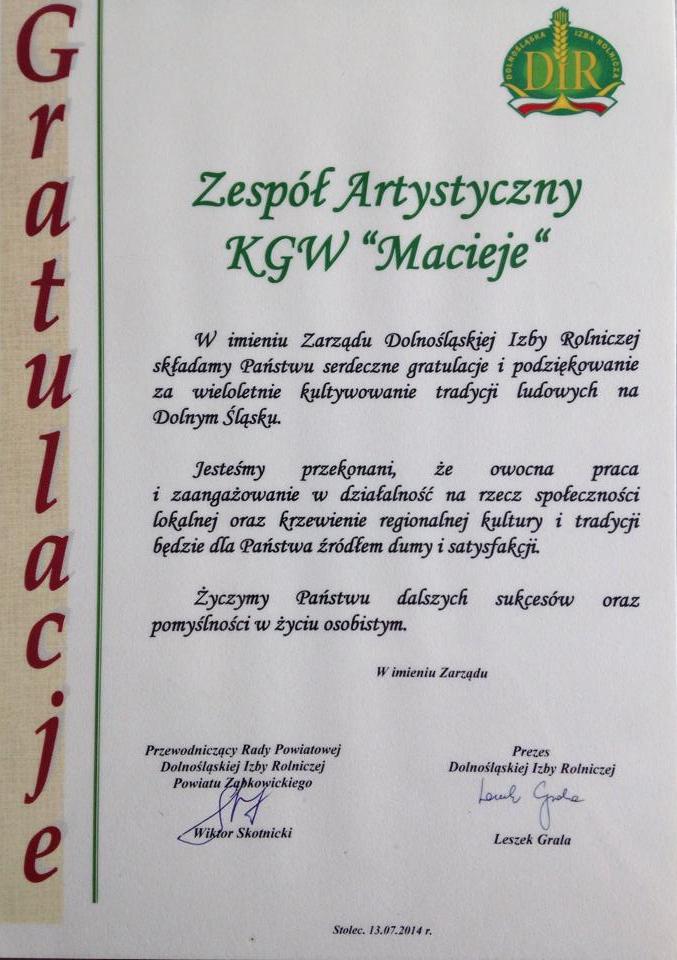 Gratulacje
DOLNOŚLĄSKA IZBA ROLNICZA
DIR
Zespół Artystyczny
KGW “Macieje“
W imieniu Zarządu Dolnośląskiej Izby Rolniczej
składamy Państwu serdeczne gratulacje i podziękowanie
za wieloletnie kultywowanie tradycji ludowych na
Dolnym Śląsku.
Jesteśmy przekonani, że owocna praca
i zaangażowanie w działalność na rzecz społeczności
lokalnej oraz krzewienie regionalnej kultury i tradycji
będzie dla Państwa źródłem dumy i satysfakcji.
Życzymy Państwu dalszych sukcesów oraz
pomyślności w życiu osobistym.
W imieniu Zarządu
Przewodniczący Rady Powiatowej
Dolnośląskiej Izby Rolniczej
Powiatu Ząbkowickiego
Wiktor Skotnicki
Prezes
Dolnośląskiej Izby Rolniczej
Leszek Grala
Stolec. 13.07.2014 r.